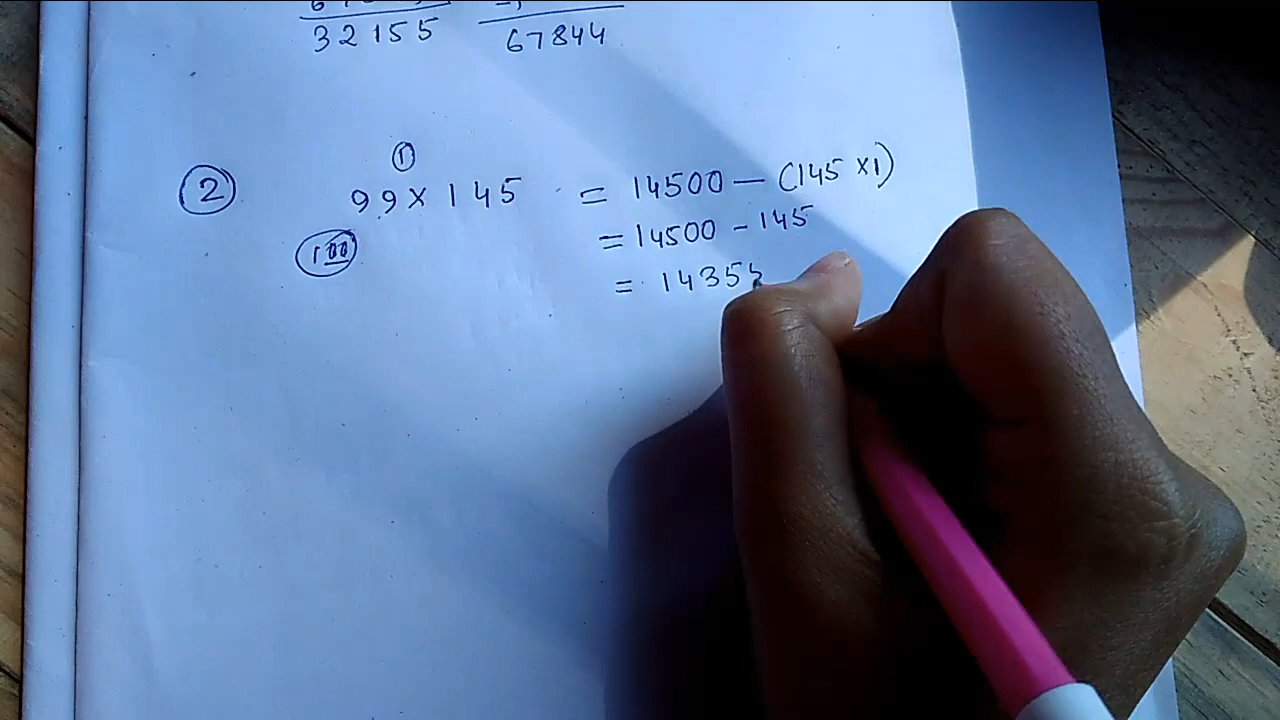 32155 67844
①
② 99 × 145 = 14500 — (145 × 1)
100 = 14500 - 145
= 1435